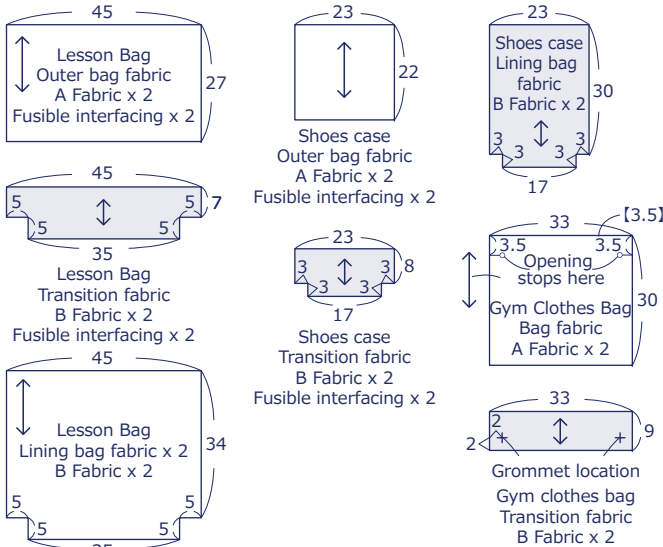 45
Lesson Bag
Outer bag fabric
A Fabric x 2
Fusible interfacing x 2
27
45
5
5
5
5
7
35
Lesson Bag
Transition fabric
B Fabric x 2
Fusible interfacing x 2
45
Lesson Bag
Lining bag fabric x 2
B Fabric x 2
34
5
5
5
5
23
22
Shoes case
Outer bag fabric
A Fabric x 2
Fusible interfacing x 2
23
3
3
3
3
8
17
Shoes case
Transition fabric
B Fabric x 2
Fusible interfacing x 2
23
Shoes case
Lining bag
fabric
B Fabric x 2
30
3
3
3
3
17
33
【3.5】
3.5
3.5
Opening
stops here
30
Gym Clothes Bag
Bag fabric
A Fabric x 2
33
2
2
9
Grommet location
Gym clothes bag
Transition fabric
B Fabric x 2